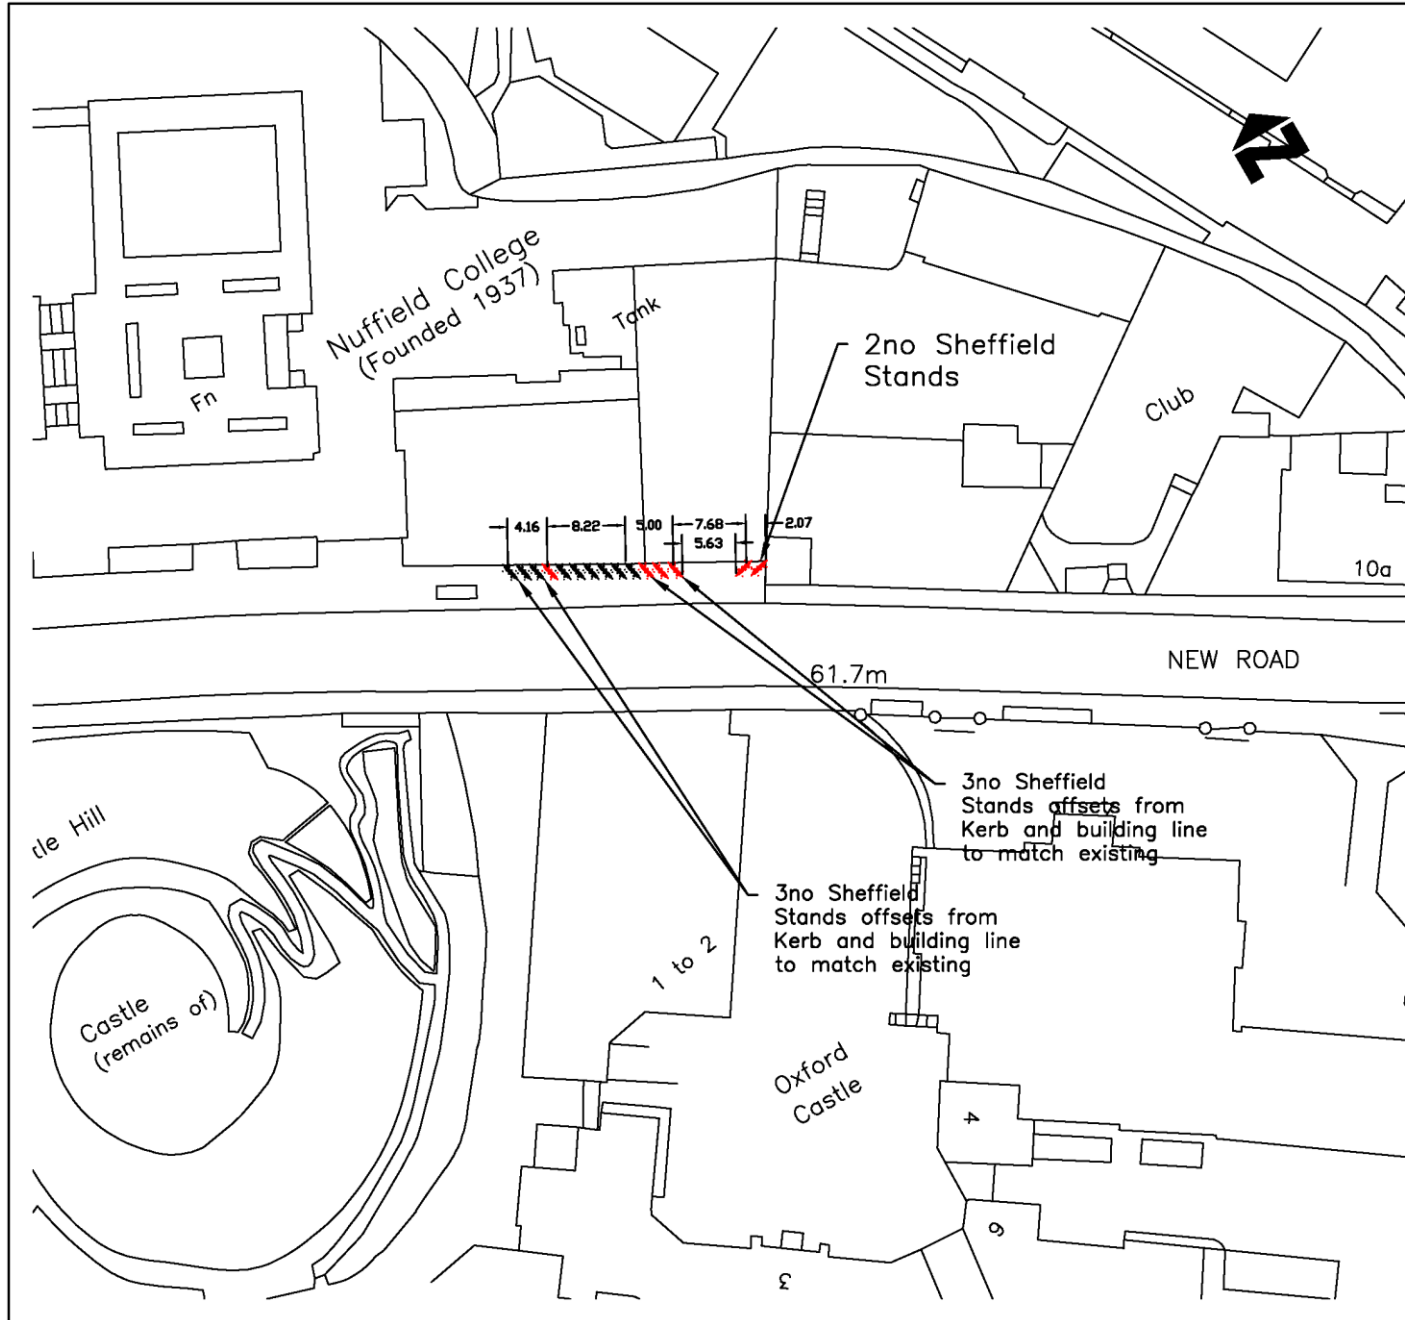 Nuffield College
(Founded 1937)
Tank
Fn
2no Sheffield
Stands
Club
N
4.16
8.22
5.00
7.68
2.07
5.63
10a
NEW ROAD
61.7m
3no Sheffield
Stands offsets from
Kerb and building line
to match existing
3no Sheffield
Stands offsets from
Kerb and building line
to match existing
tle Hill
1 to 2
Castle
(remains of)
Oxford
Castle
4
6
3